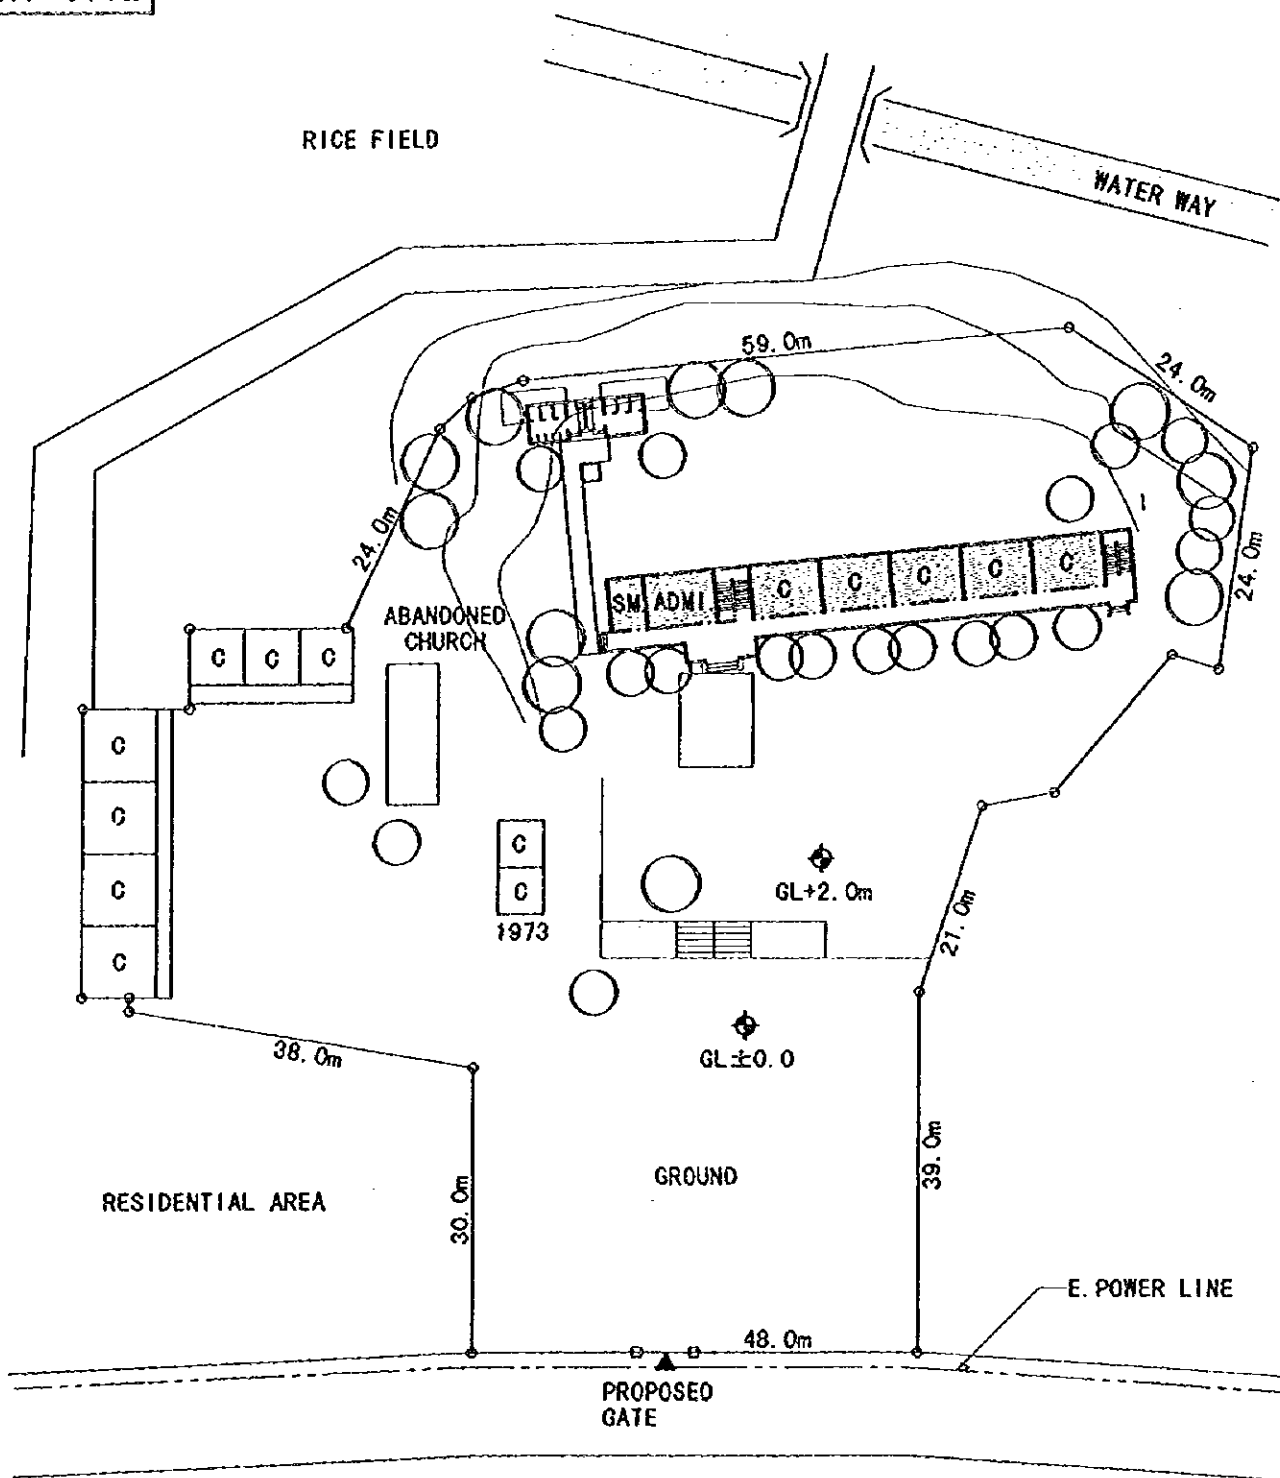 RICE FIELD
WATER WAY
59.0m
24.0m
24.0m
24.0m
ABANDONED
CHURCH
SM
ADMI.
C
C
C
C
C
C
C
C
C
C
C
C
C
C
1973
GL+2.0m
21.0m
GL±0.0
38.0m
30.0m
39.0m
GROUND
RESIDENTIAL AREA
E.POWER LINE
48.0m
PROPOSED
GATE